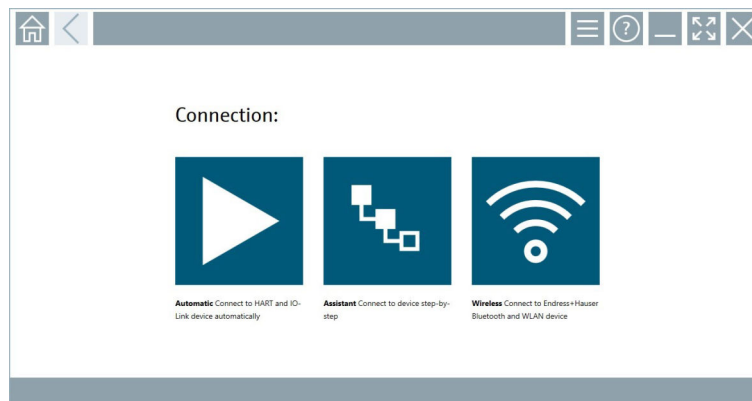 Connection:
Automatic Connect to HART and IO-
Link device automatically
Assistant Connect to device step-by-
step
Wireless Connect to Endress+Hauser
Bluetooth and WLAN device